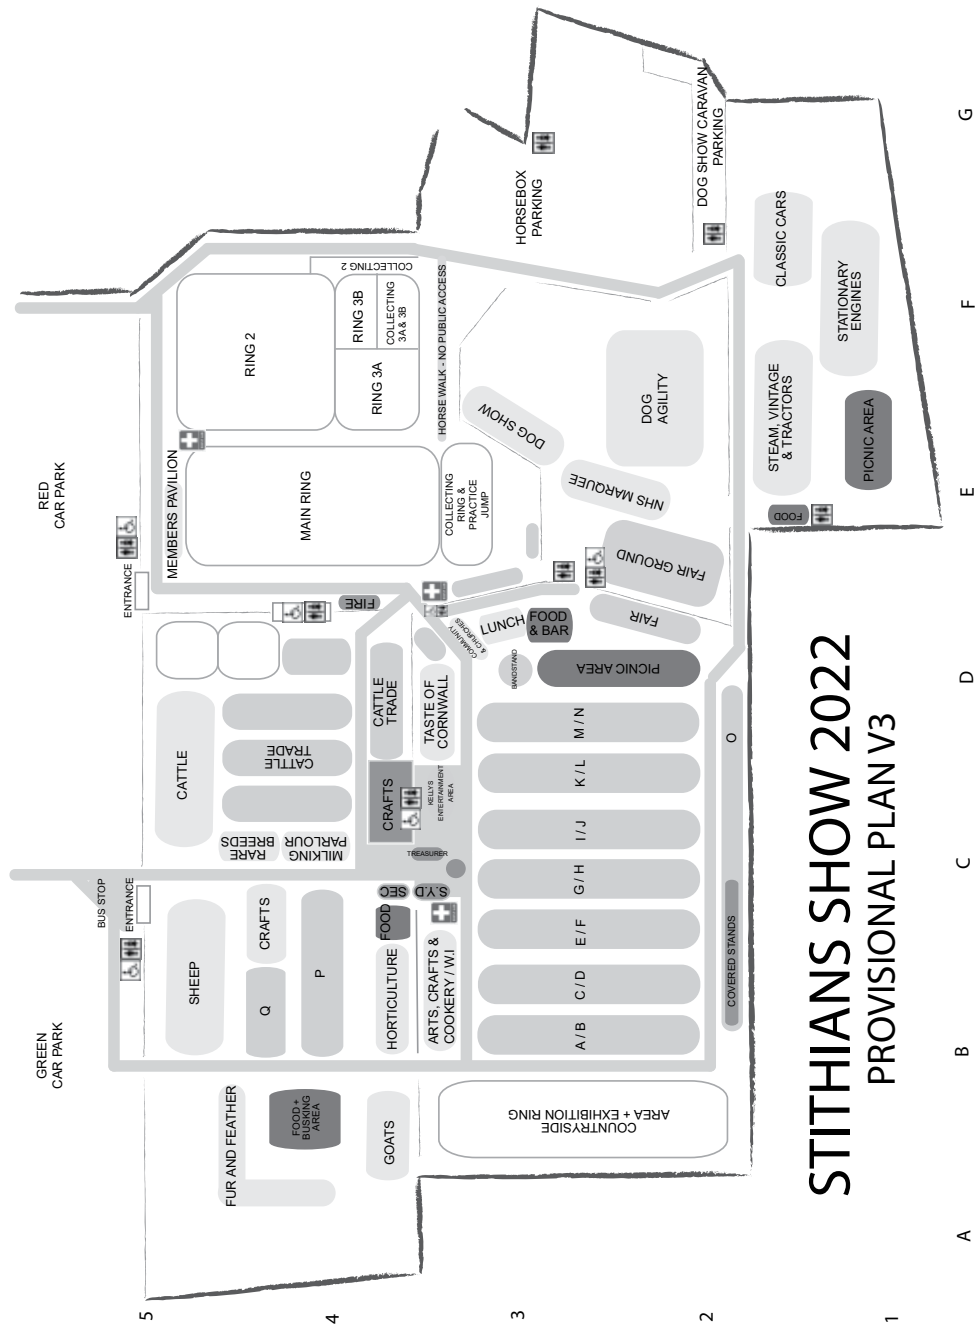 RED
CAR PARK
GREEN
CAR PARK
BUS STOP
ENTRANCE
ENTRANCE
MEMBERS PAVILION
RING 2
COLLECTING 2
RING 3B
COLLECTING
3A & 3B
RING 3A
HORSE WALK - NO PUBLIC ACCESS
HORSEBOX
PARKING
DOG SHOW CARAVAN
PARKING
MAIN RING
COLLECTING
RING &
PRACTICE
JUMP
DOG SHOW
DOG
AGILITY
NHS MARQUEE
FAIR GROUND
FAIR
CLASSIC CARS
STATIONARY
ENGINES
STEAM, VINTAGE
& TRACTORS
PICNIC AREA
FOOD
FIRE
COMMUNITY
& CHURCHES
LUNCH
FOOD
& BAR
BANDSTAND
PICNIC AREA
CATTLE
CATTLE
TRADE
CATTLE
TRADE
TASTE OF
CORNWALL
RARE
BREEDS
MILKING
PARLOUR
CRAFTS
KELLYS
ENTERTAINMENT
AREA
TREASURER
SEC
S.Y.D
FOOD
SHEEP
CRAFTS
Q
P
HORTICULTURE
ARTS, CRAFTS &
COOKERY / W.I
M / N
K / L
I / J
G / H
E / F
C / D
A / B
O
COVERED STANDS
FUR AND FEATHER
FOOD +
BUSKING
AREA
GOATS
COUNTRYSIDE
AREA + EXHIBITION RING
STITHIANS SHOW 2022
PROVISIONAL PLAN V3
5
4
3
2
1
A
B
C
D
E
F
G